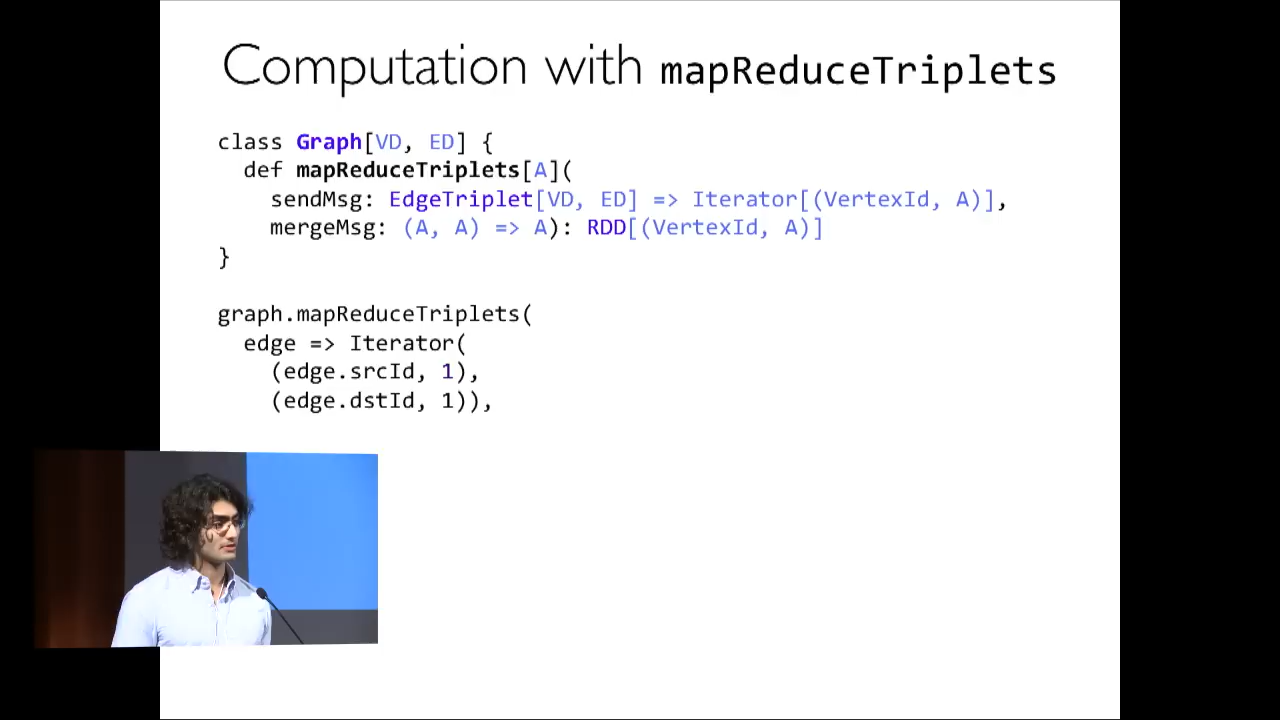 Computation with mapReduceTriplets
class Graph[VD, ED] {
  def mapReduceTriplets[A](
    sendMsg: EdgeTriplet[VD, ED] => Iterator[(VertexId, A)],
    mergeMsg: (A, A) => A): RDD[(VertexId, A)]
}
graph.mapReduceTriplets(
  edge => Iterator(
    (edge.srcId, 1),
    (edge.dstId, 1)),